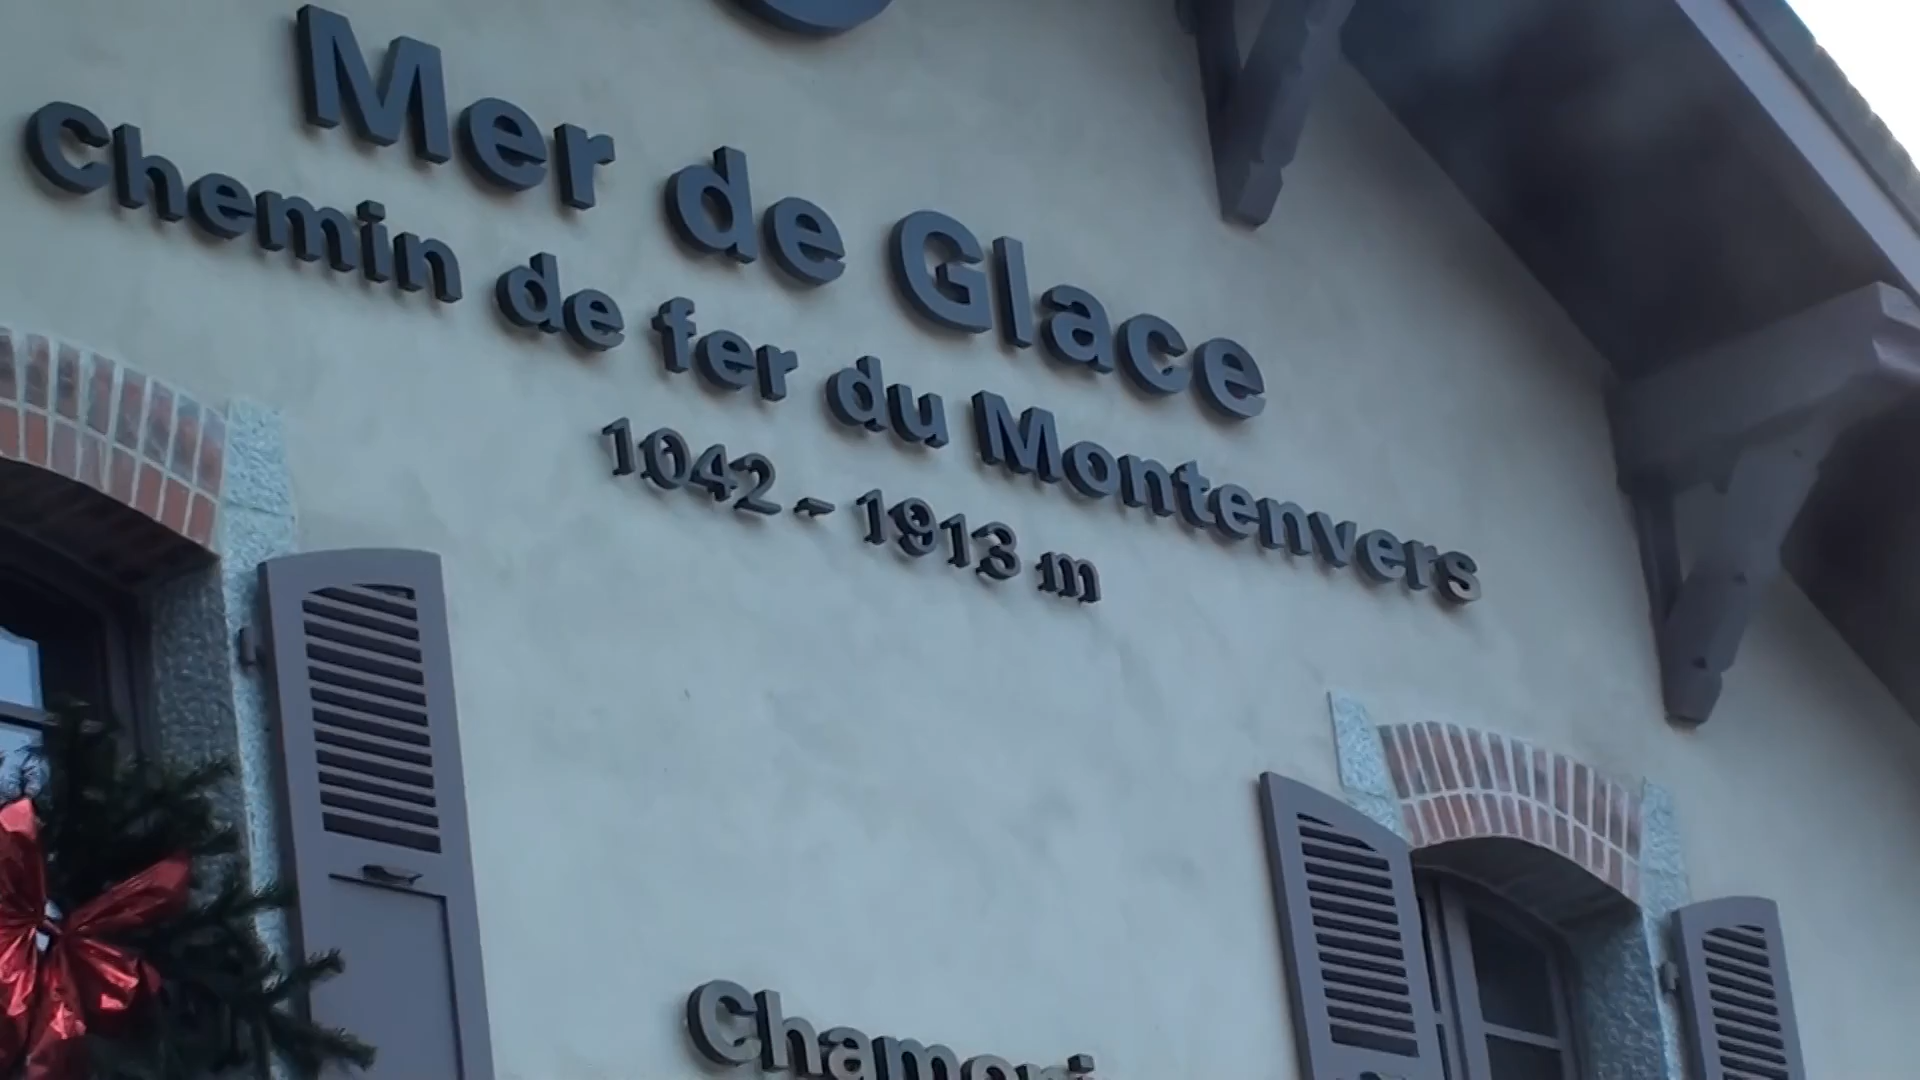 Mer de Glace
Chemin de fer du Montenvers
1042 - 1913 m